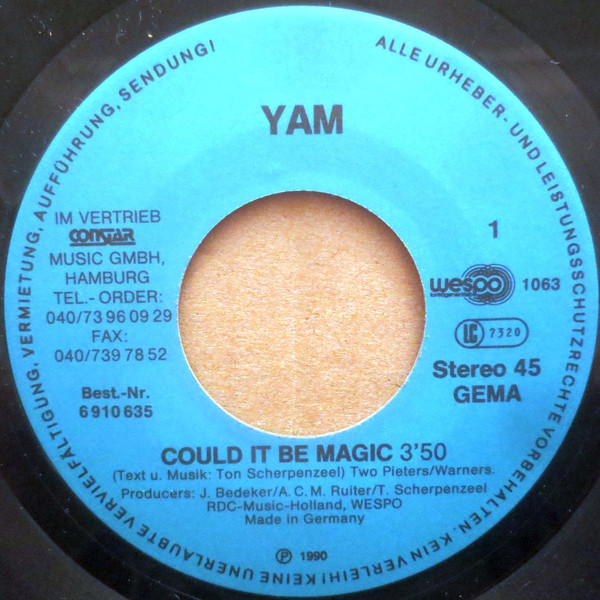 YAM
IM VERTRIEB
CONSTAR
MUSIC GMBH,
HAMBURG
TEL.- ORDER:
040/73 96 09 29
FAX:
040/739 78 52
Best.-Nr.
6 910 635
1
wespo 1063
LC 7320
Stereo 45
GEMA
COULD IT BE MAGIC 3'50
(Text u. Musik: Ton Scherpenzeel) Two Pieters/Warners.
Producers: J. Bedeker/A.C.M. Ruiter/T. Scherpenzeel
RDC-Music-Holland, WESPO
Made in Germany
℗ 1990
ALLE URHEBER- UND LEISTUNGSSCHUTZRECHTE VORBEHALTEN. KEIN VERLEIH! KEINE UNERLAUBTE VERVIELFÄLTIGUNG, VERMIETUNG, AUFFÜHRUNG, SENDUNG!